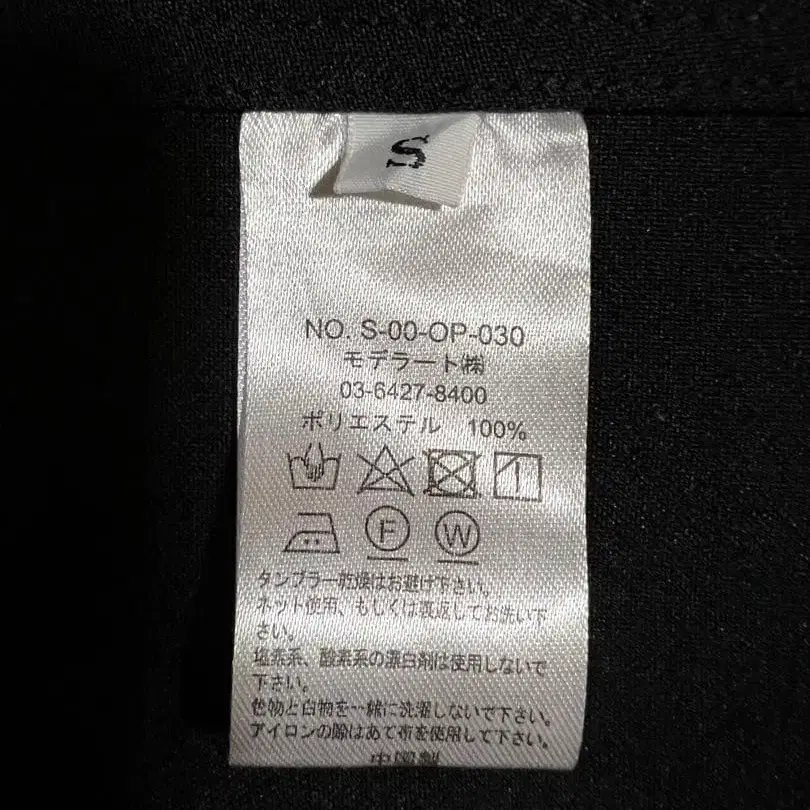 S
NO. S-00-OP-030
モデラート㈱
03-6427-8400
ポリエステル 100%
F W
タンブラー乾燥はお避け下さい。
ネット使用、もしくは裏返してお洗い下
さい。
塩素系、酸素系の漂白剤は使用しないで
下さい。
色物と白物を一緒に洗濯しないで下さい。
アイロンの際はあて布を使用して下さい。
中国製